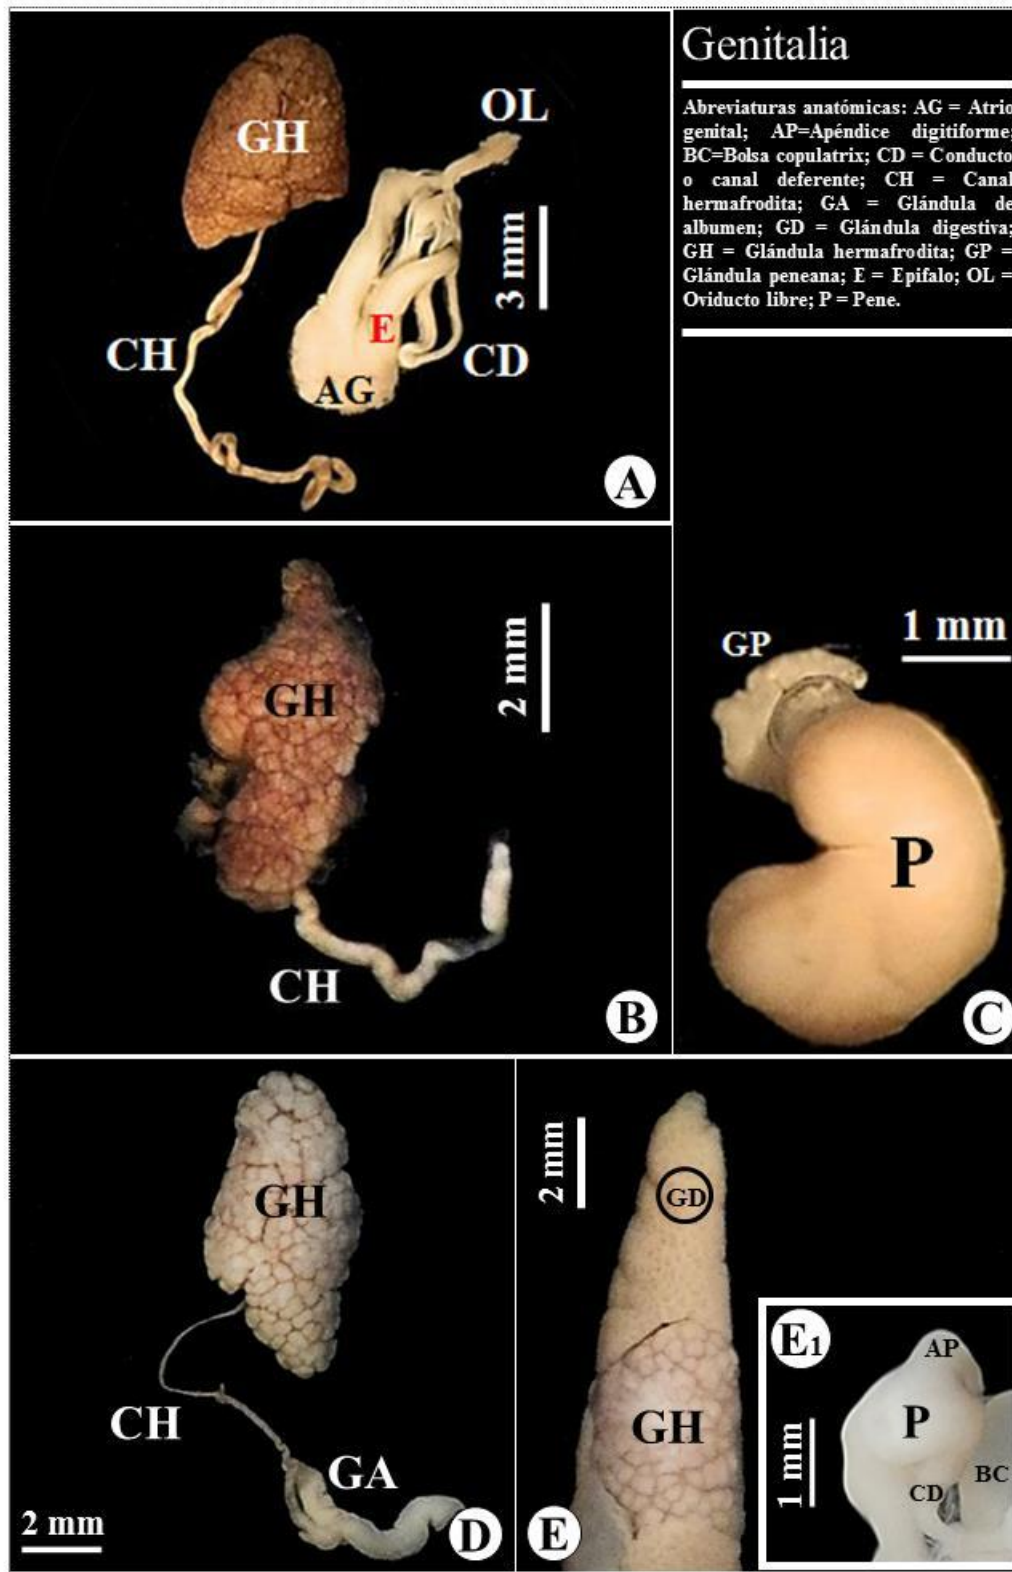 Genitalia
Abreviaturas anatómicas: AG = Atrio
genital; AP=Apéndice digitiforme;
BC=Bolsa copulatrix; CD = Conducto
o canal deferente; CH = Canal
hermafrodita; GA = Glándula de
albumen; GD = Glándula digestiva;
GH = Glándula hermafrodita; GP =
Glándula peneana; E = Epifalo; OL =
Oviducto libre; P = Pene.
GH
OL
3 mm
E
CH
CD
AG
A
GH
2 mm
CH
B
GP
1 mm
P
C
GH
CH
GA
2 mm
D
2 mm
GD
GH
E
E1
AP
P
1 mm
BC
CD